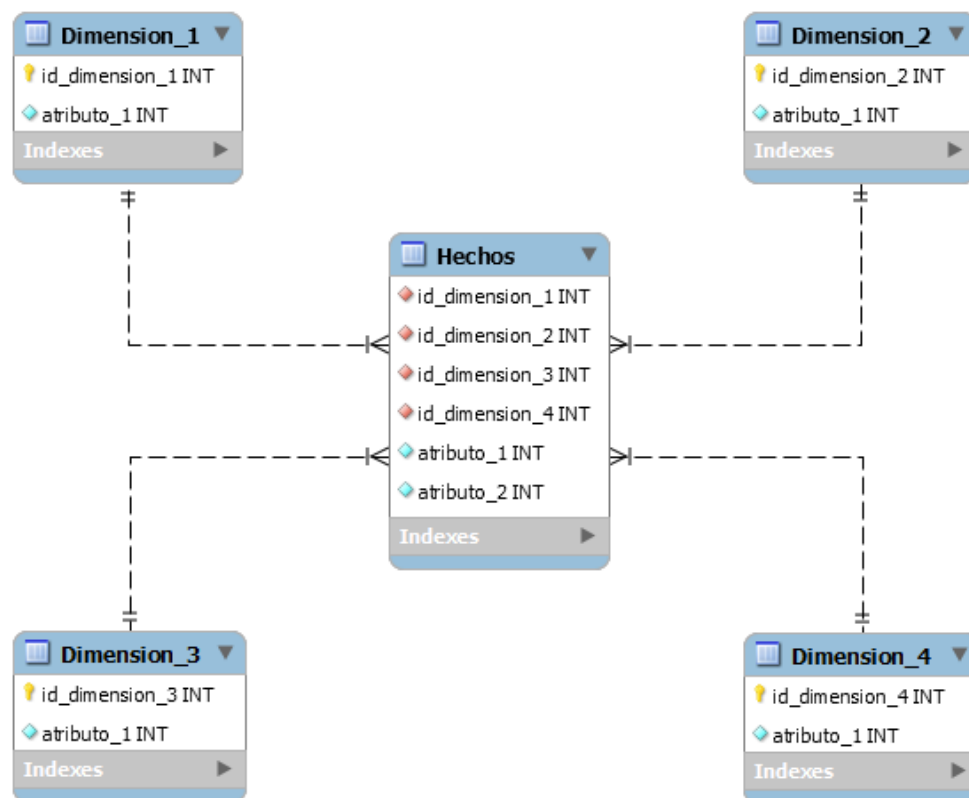 Dimension_1
id_dimension_1 INT
atributo_1 INT
Indexes
Dimension_2
id_dimension_2 INT
atributo_1 INT
Indexes
Hechos
id_dimension_1 INT
id_dimension_2 INT
id_dimension_3 INT
id_dimension_4 INT
atributo_1 INT
atributo_2 INT
Indexes
Dimension_3
id_dimension_3 INT
atributo_1 INT
Indexes
Dimension_4
id_dimension_4 INT
atributo_1 INT
Indexes